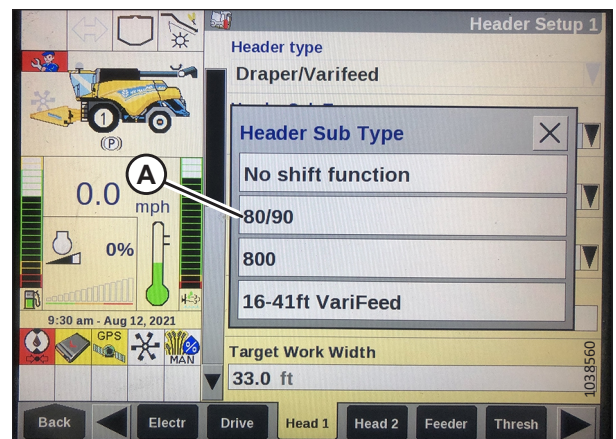 Header Setup 1
Header type
Draper/Varifeed
Header Sub Type
No shift function
80/90
800
16-41ft VariFeed
A
1
(P)
0.0 mph
0%
9:30 am - Aug 12, 2021
GPS
%
MAN
Target Work Width
33.0 ft
1038560
Back
Electr
Drive
Head 1
Head 2
Feeder
Thresh